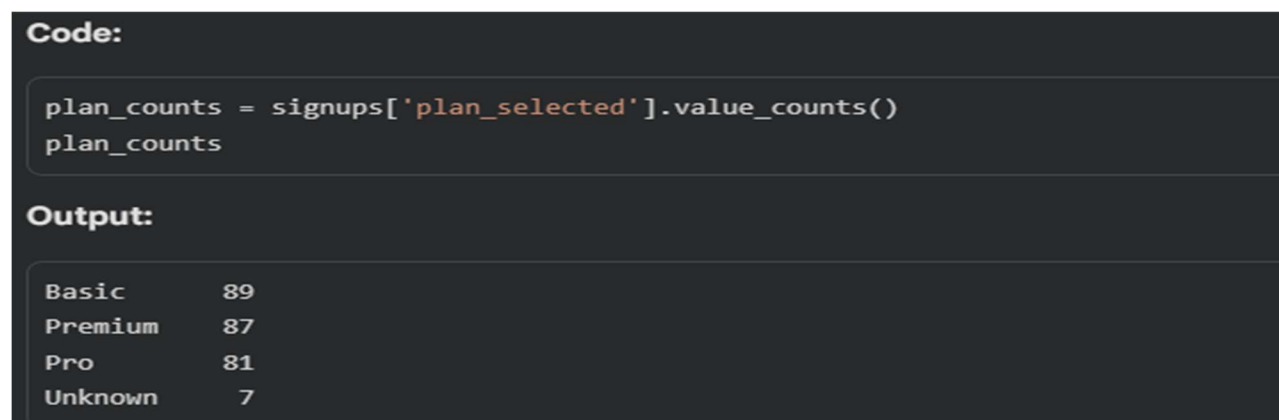 Code:
plan_counts = signups['plan_selected'].value_counts()
plan_counts
Output:
Basic 89
Premium 87
Pro 81
Unknown 7